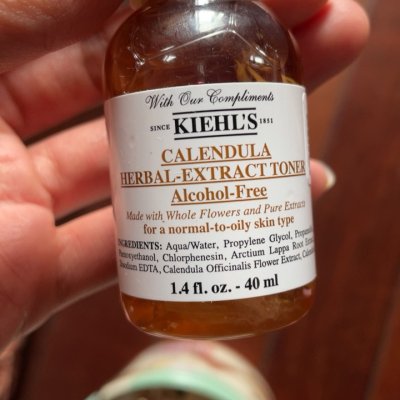 With Our Compliments
SINCE KIEHL'S 1851
CALENDULA
HERBAL-EXTRACT TONER
Alcohol-Free
Made with Whole Flowers and Pure Extracts
for a normal-to-oily skin type
INGREDIENTS: Aqua/Water, Propylene Glycol,
Phenoxyethanol, Chlorphenesin, Arctium Lappa Root
Disodium EDTA, Calendula Officinalis Flower Extract,
1.4 fl. oz. - 40 ml